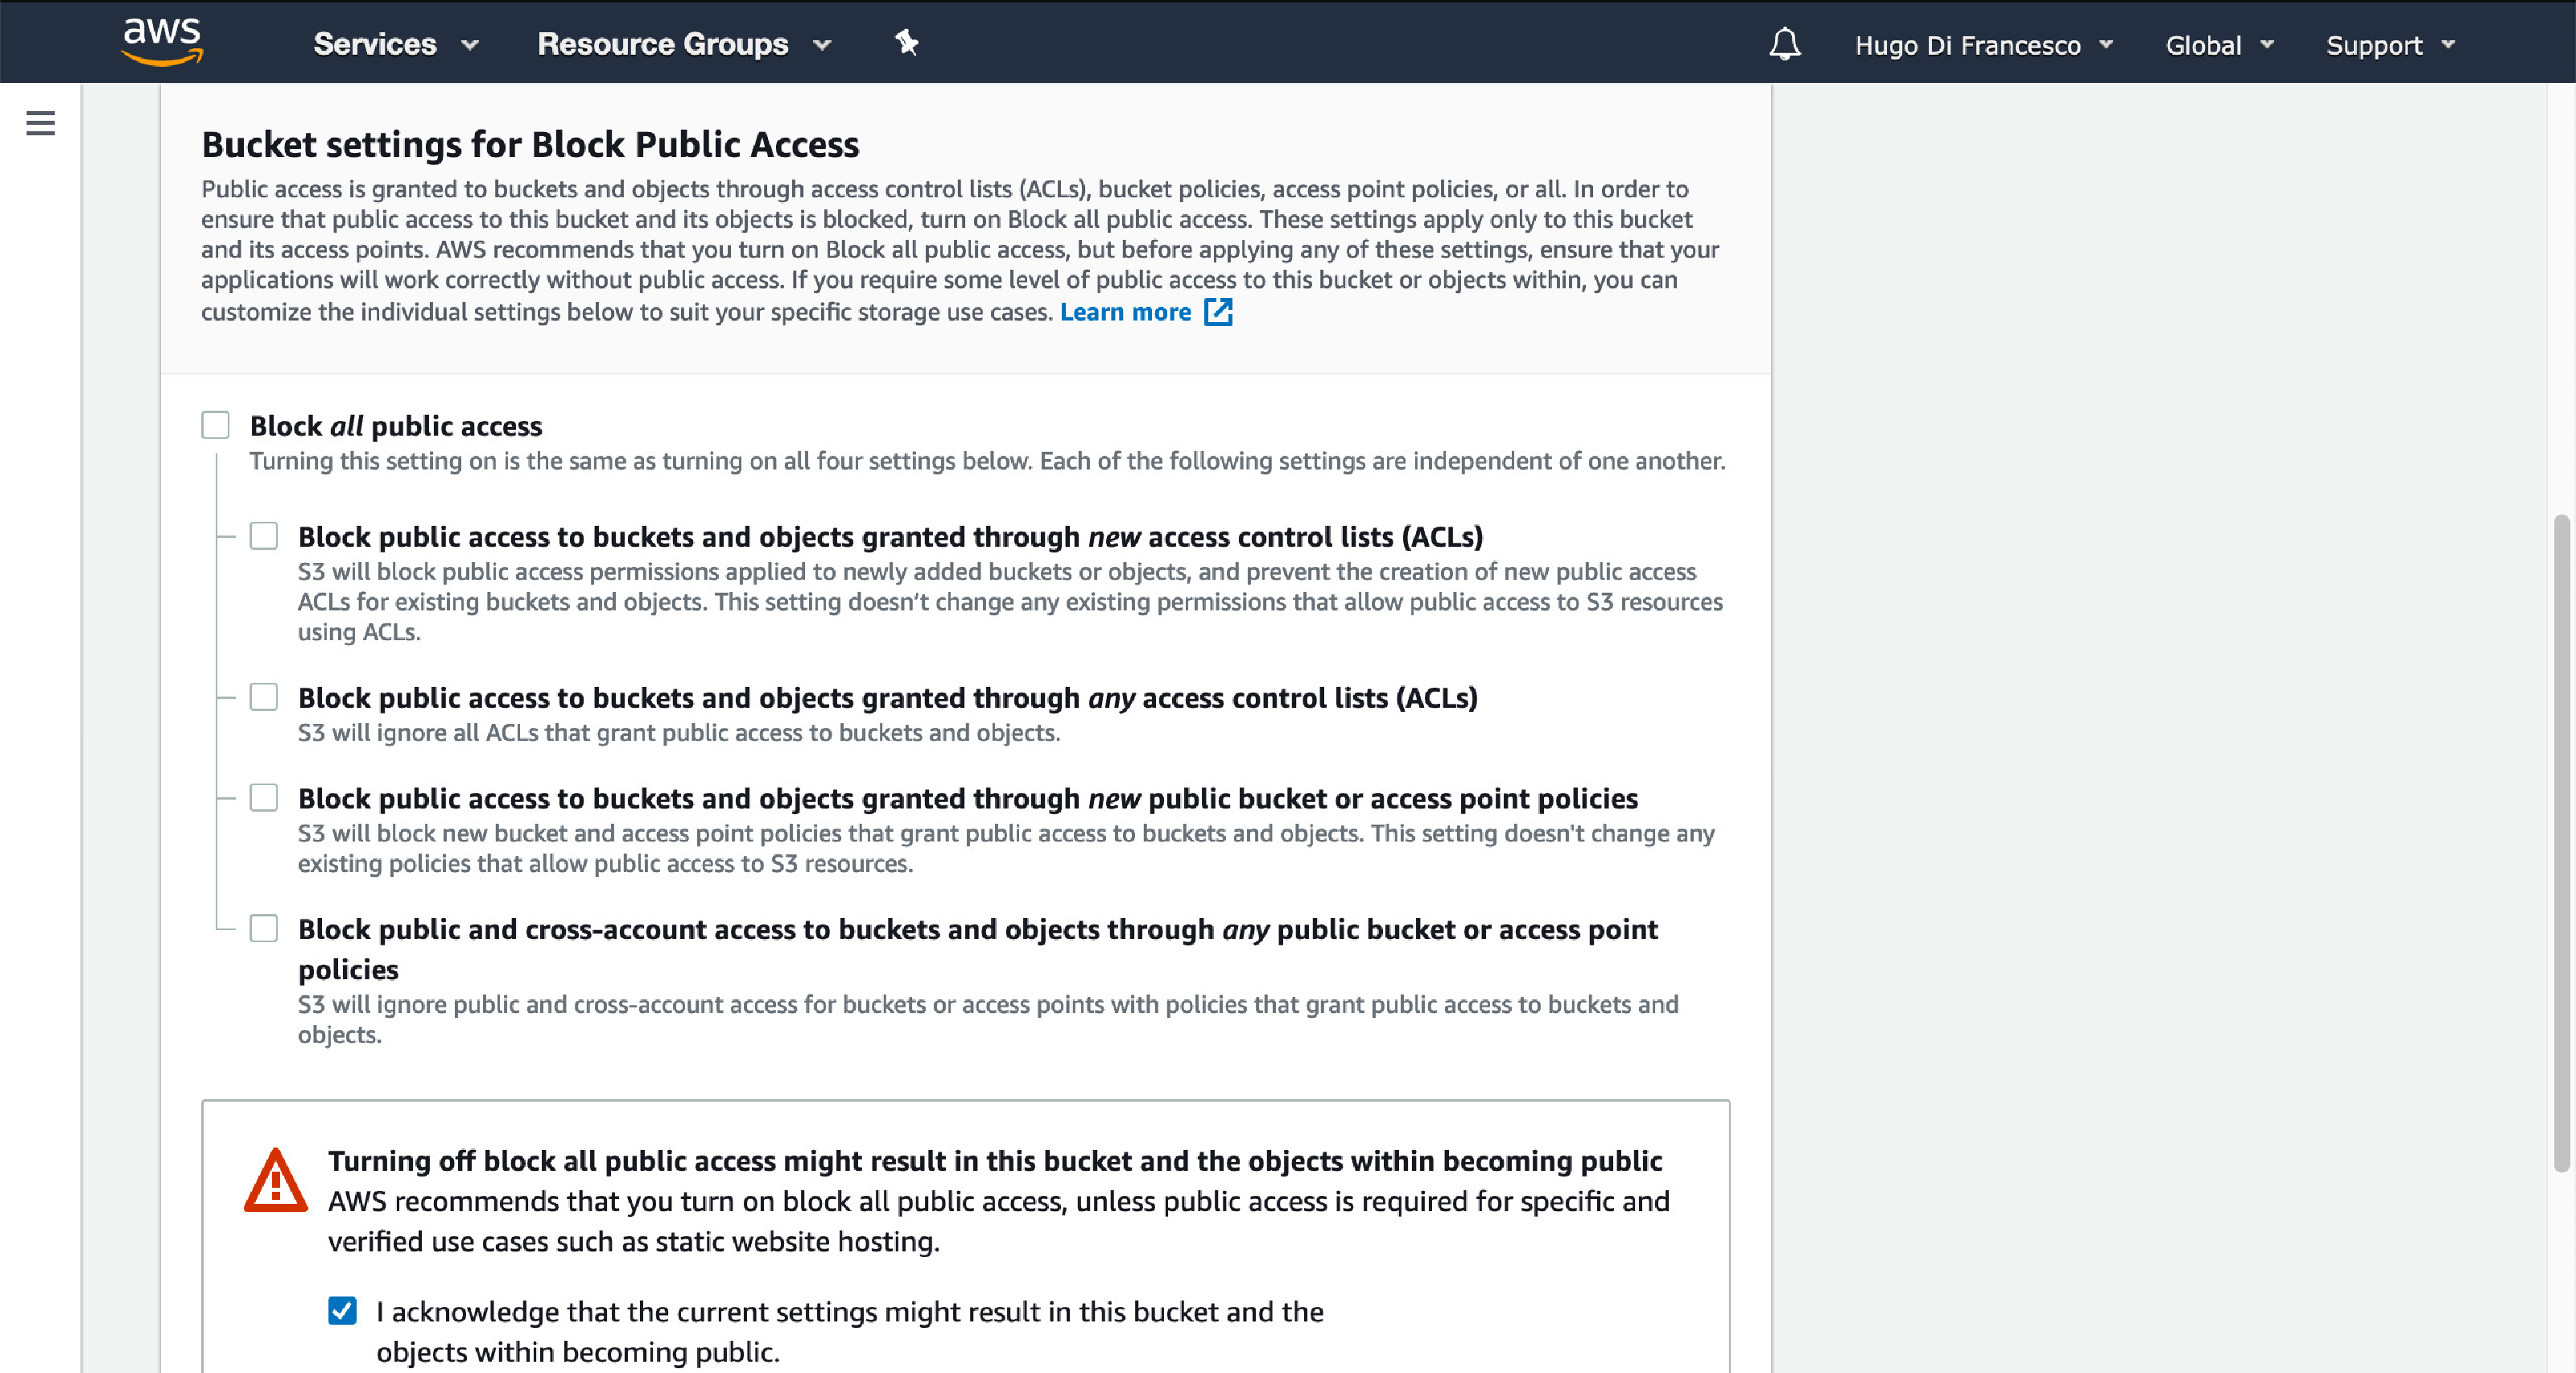 aws
Services
Resource Groups
Hugo Di Francesco
Global
Support
Bucket settings for Block Public Access
Public access is granted to buckets and objects through access control lists (ACLs), bucket policies, access point policies, or all. In order to
ensure that public access to this bucket and its objects is blocked, turn on Block all public access. These settings apply only to this bucket
and its access points. AWS recommends that you turn on Block all public access, but before applying any of these settings, ensure that your
applications will work correctly without public access. If you require some level of public access to this bucket or objects within, you can
customize the individual settings below to suit your specific storage use cases. Learn more
Block all public access
Turning this setting on is the same as turning on all four settings below. Each of the following settings are independent of one another.
Block public access to buckets and objects granted through new access control lists (ACLs)
S3 will block public access permissions applied to newly added buckets or objects, and prevent the creation of new public access
ACLs for existing buckets and objects. This setting doesn’t change any existing permissions that allow public access to S3 resources
using ACLs.
Block public access to buckets and objects granted through any access control lists (ACLs)
S3 will ignore all ACLs that grant public access to buckets and objects.
Block public access to buckets and objects granted through new public bucket or access point policies
S3 will block new bucket and access point policies that grant public access to buckets and objects. This setting doesn't change any
existing policies that allow public access to S3 resources.
Block public and cross-account access to buckets and objects through any public bucket or access point
policies
S3 will ignore public and cross-account access for buckets or access points with policies that grant public access to buckets and
objects.
Turning off block all public access might result in this bucket and the objects within becoming public
AWS recommends that you turn on block all public access, unless public access is required for specific and
verified use cases such as static website hosting.
I acknowledge that the current settings might result in this bucket and the
objects within becoming public.